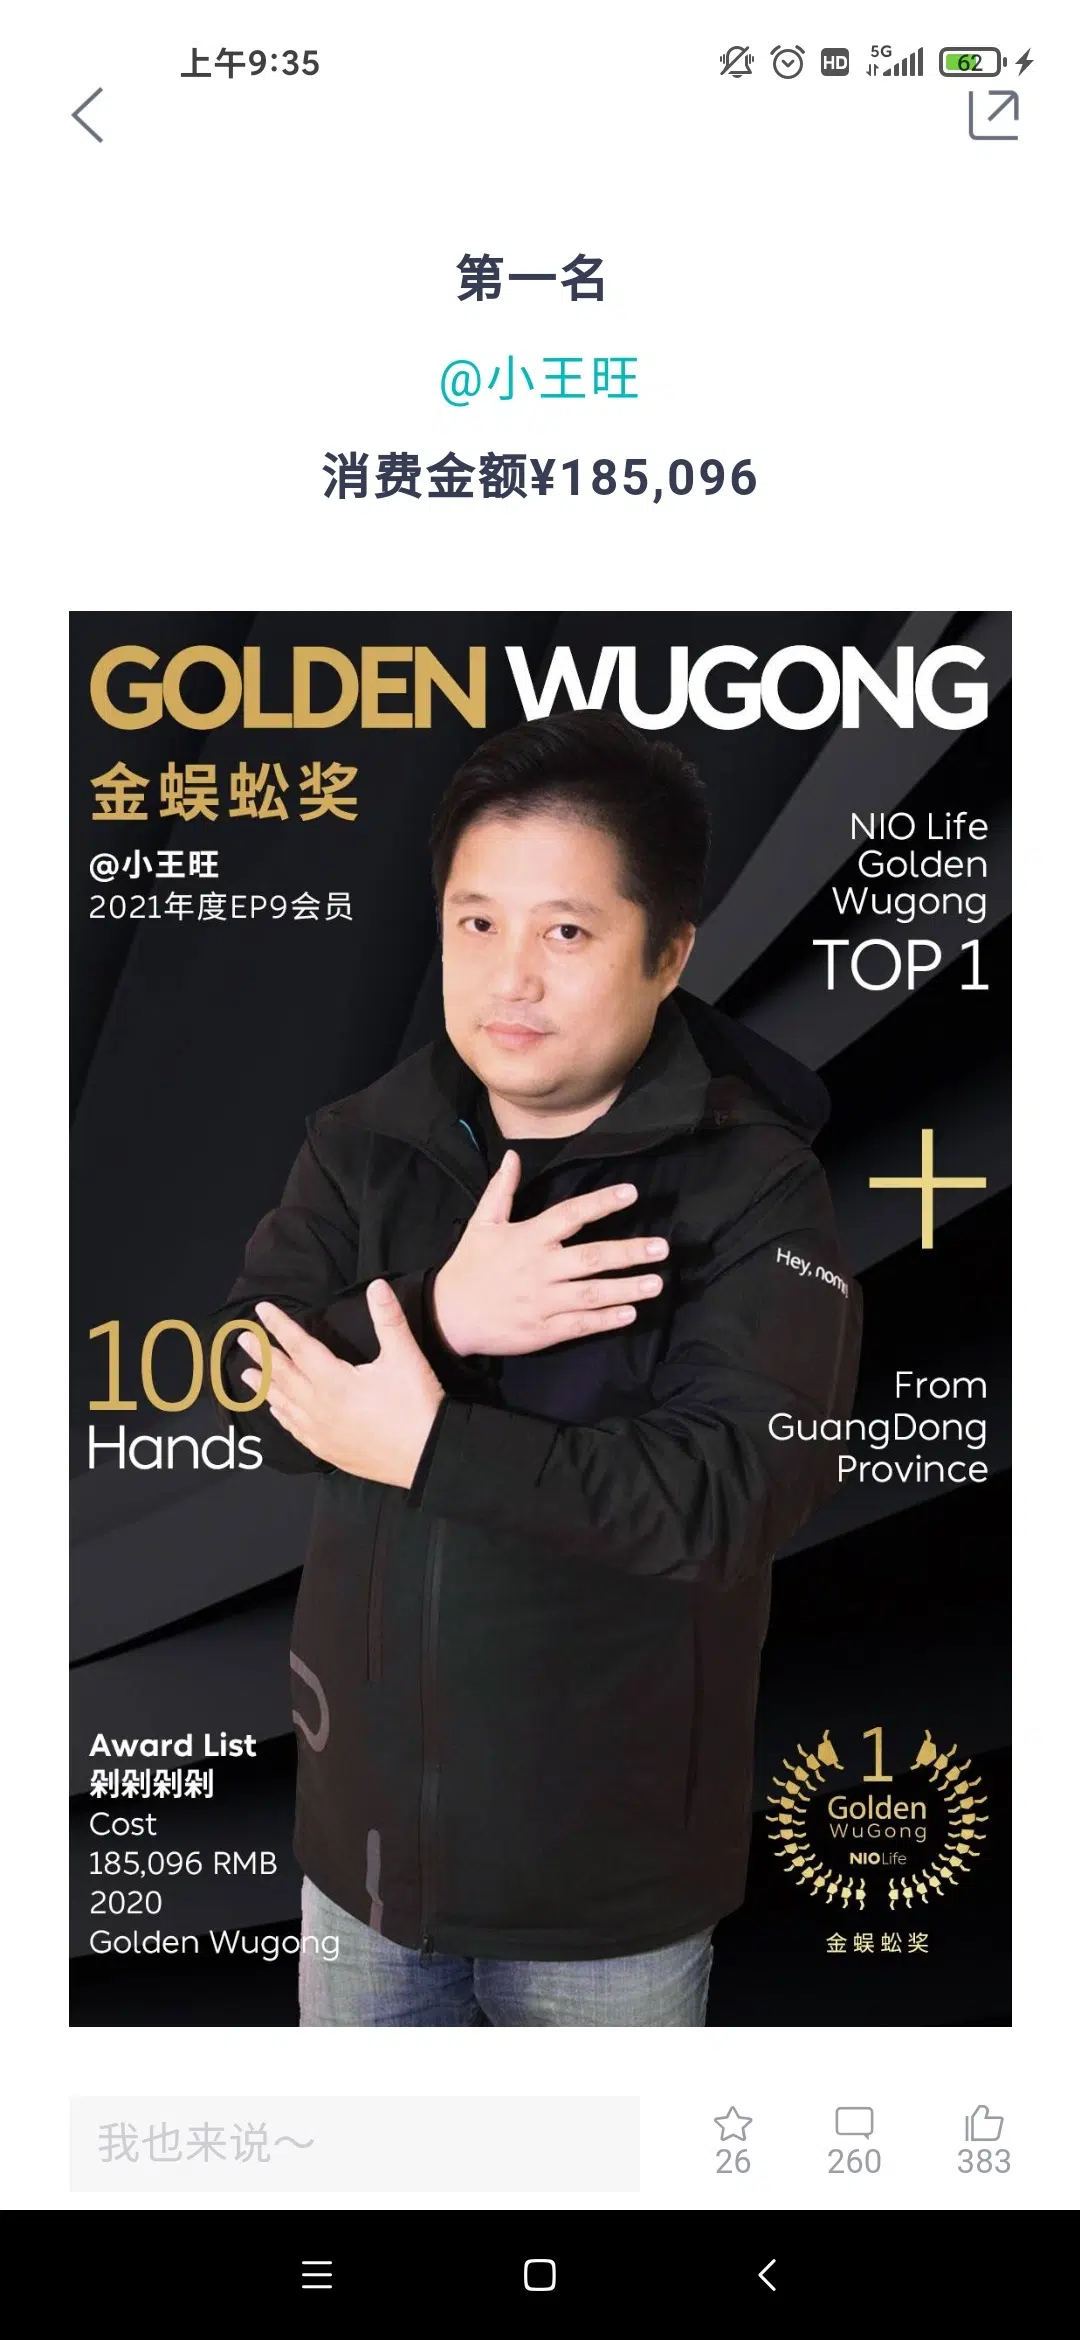 上午9:35
HD
5G
62
第一名
@小王旺
消费金额¥185,096
GOLDEN WUGONG
金蜈蚣奖
@小王旺
2021年度EP9会员
NIO Life
Golden
Wugong
TOP 1
Hey, nomi
100
Hands
From
GuangDong
Province
Award List
剁剁剁剁
Cost
185,096 RMB
2020
Golden Wugong
1
Golden
WuGong
NIOLife
金蜈蚣奖
我也来说～
26
260
383